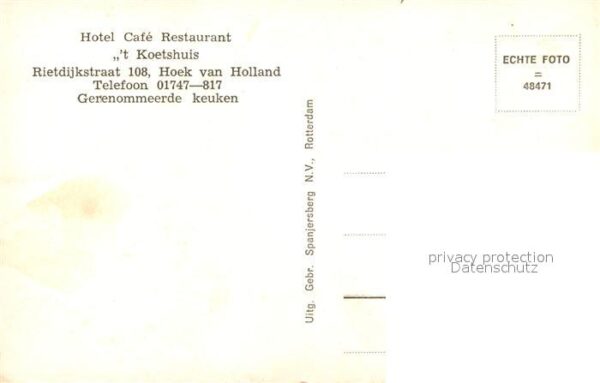 Hotel Café Restaurant
„'t Koetshuis
Rietdijkstraat 108, Hoek van Holland
Telefoon 01747—817
Gerenommeerde keuken
Uitg. Gebr. Spanjersberg N.V., Rotterdam
ECHTE FOTO
=
48471
privacy protection
Datenschutz